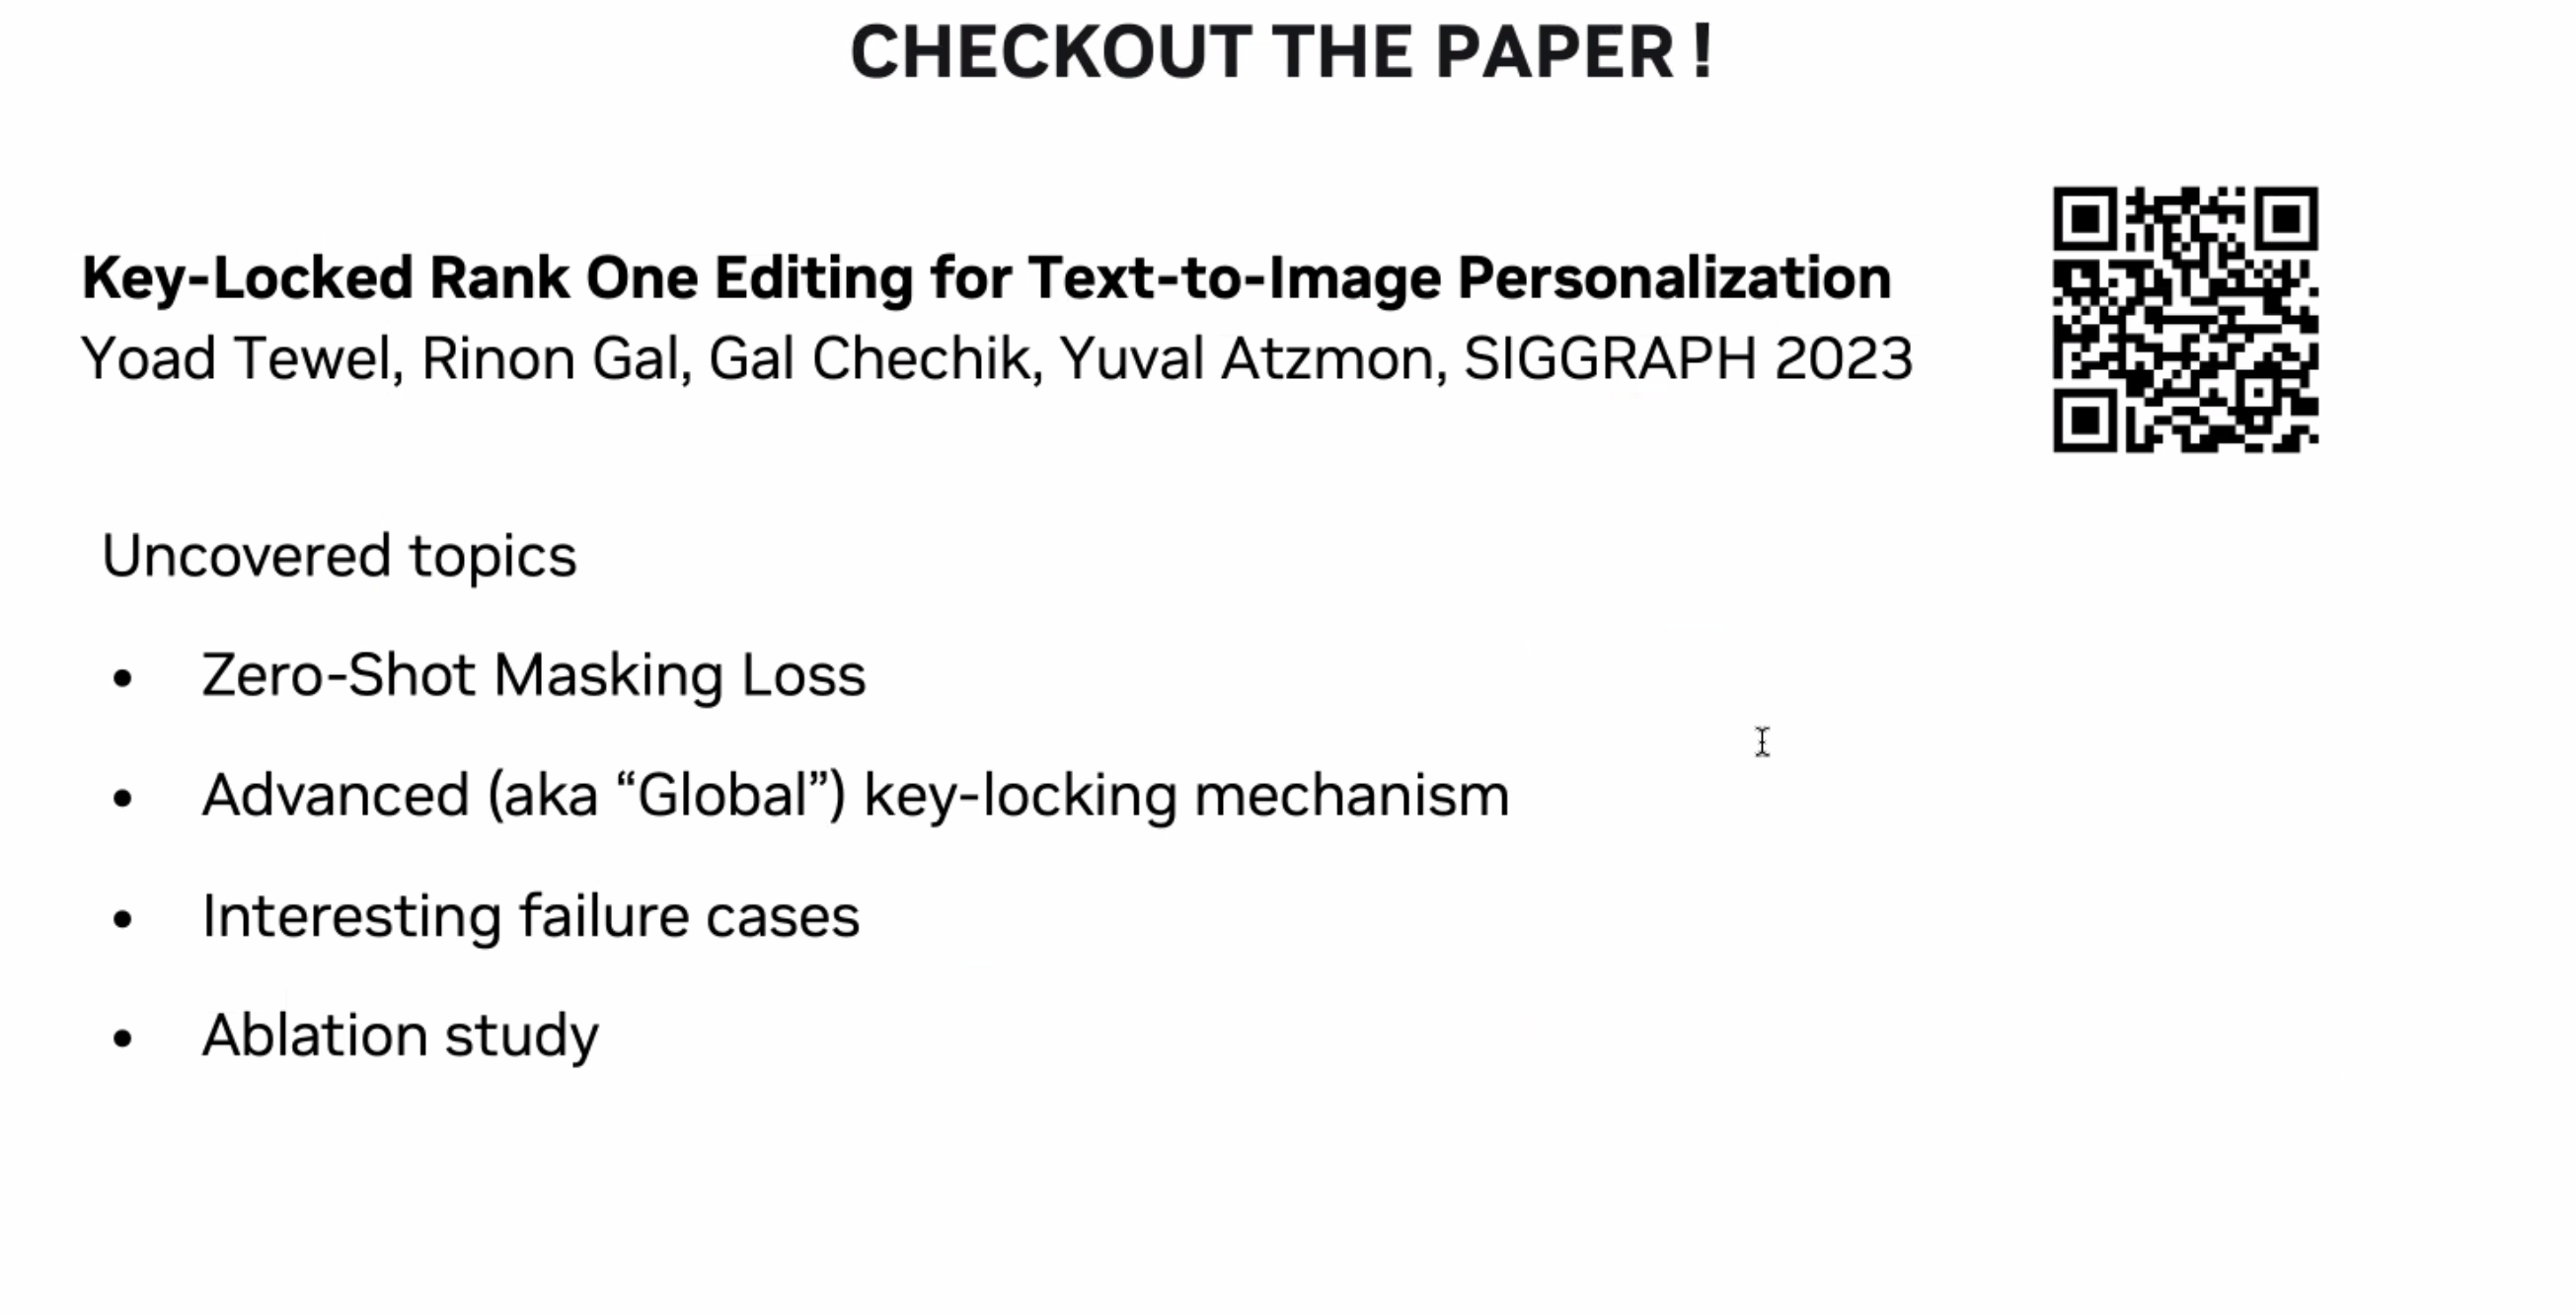 CHECKOUT THE PAPER !
Key-Locked Rank One Editing for Text-to-Image Personalization
Yoad Tewel, Rinon Gal, Gal Chechik, Yuval Atzmon, SIGGRAPH 2023
Uncovered topics
• Zero-Shot Masking Loss
• Advanced (aka “Global”) key-locking mechanism
• Interesting failure cases
• Ablation study